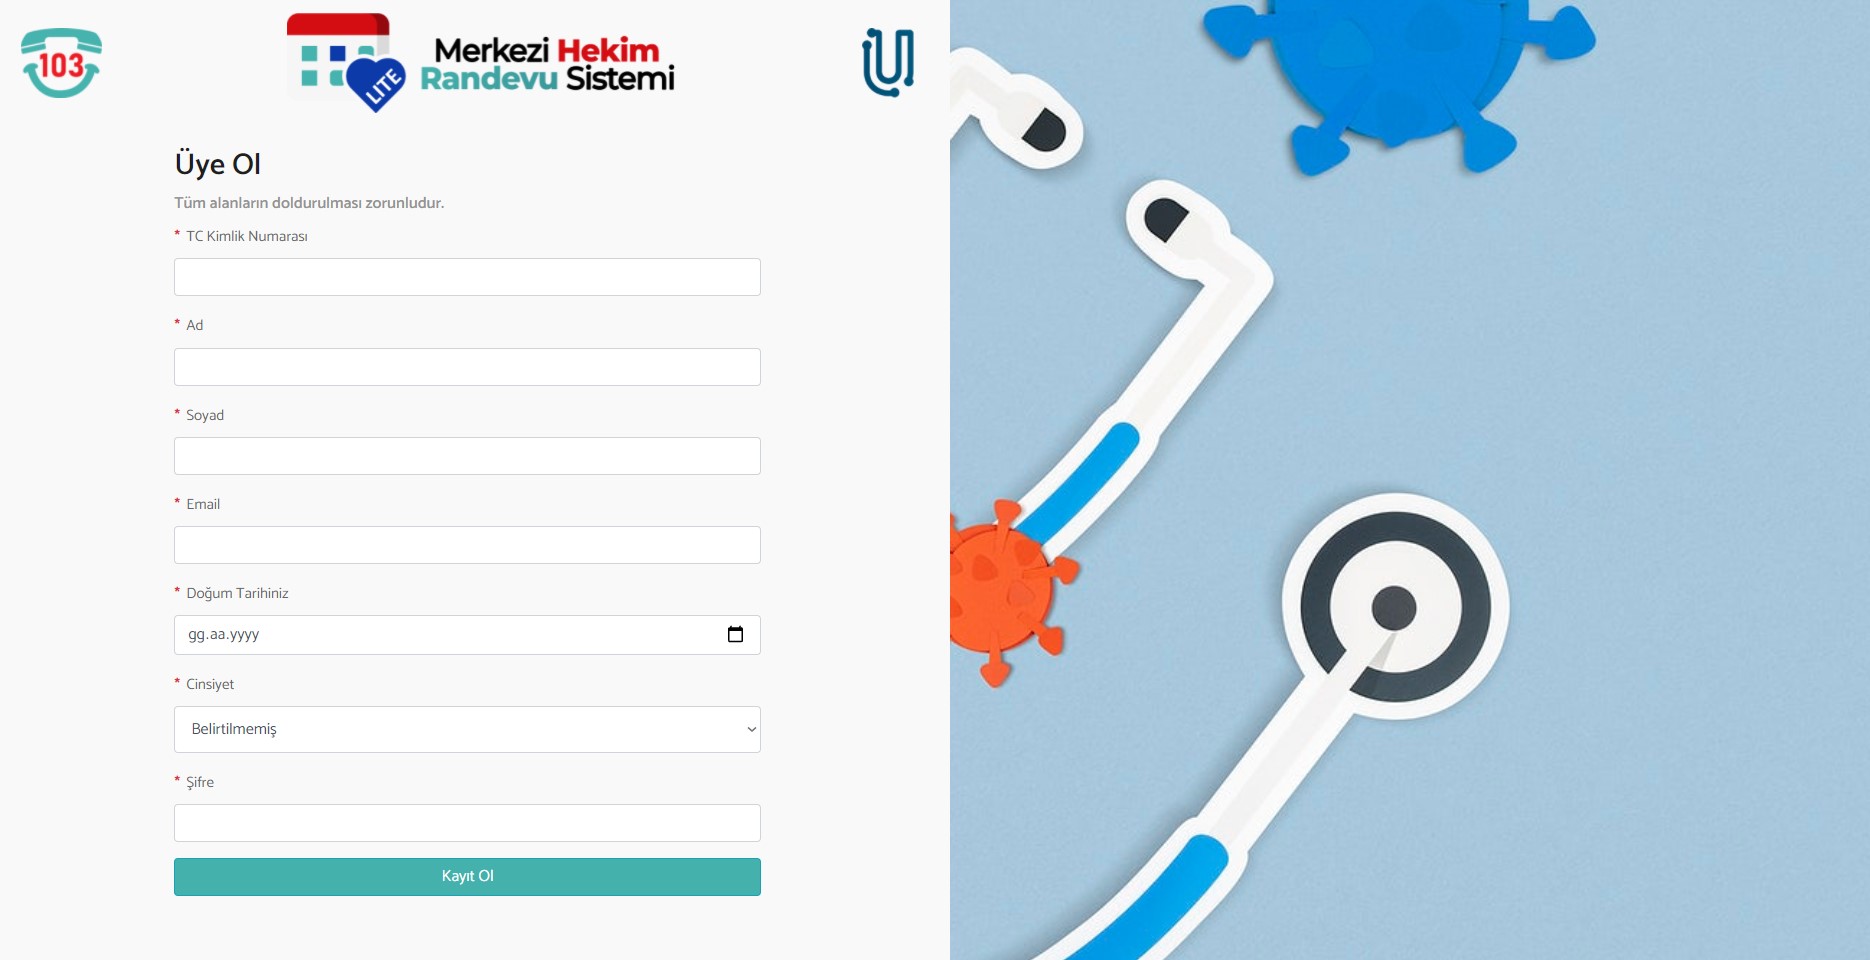 103
LITE
Merkezi Hekim
Randevu Sistemi
Üye Ol
Tüm alanların doldurulması zorunludur.
* TC Kimlik Numarası
* Ad
* Soyad
* Email
* Doğum Tarihiniz
gg.aa.yyyy
* Cinsiyet
Belirtilmemiş
* Şifre
Kayıt Ol